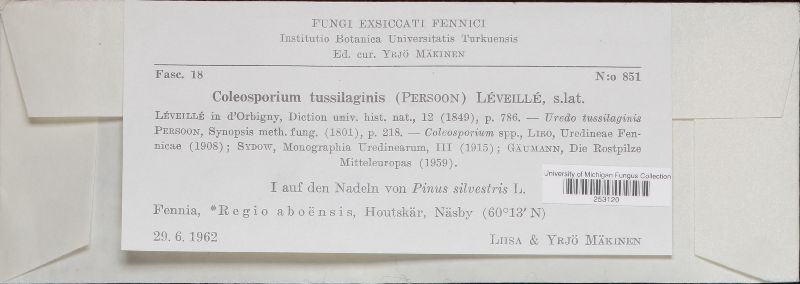 FUNGI EXSICCATI FENNICI
Institutio Botanica Universitatis Turkuensis
Ed. cur. YRJÖ MÄKINEN
Fasc. 18 N:o 851
Coleosporium tussilaginis (PERSOON) LÉVEILLÉ, s.lat.
LÉVEILLÉ in d'Orbigny, Diction univ. hist. nat., 12 (1849), p. 786. — Uredo tussilaginis
PERSOON, Synopsis meth. fung. (1801), p. 218. — Coleosporium spp., LIRO, Uredineae Fen-
nicae (1908); SYDOW, Monographia Uredinearum, III (1915); GÄUMANN, Die Rostpilze
Mitteleuropas (1959).
I auf den Nadeln von Pinus silvestris L.
University of Michigan Fungus Collection
253120
Fennia, *Regio aboënsis, Houtskär, Näsby (60°13′ N)
29. 6. 1962 LIISA & YRJÖ MÄKINEN